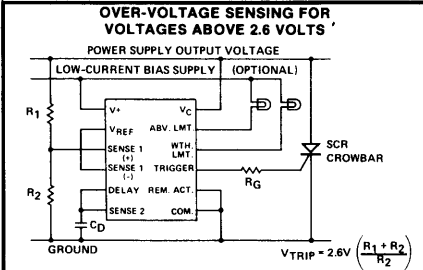 OVER-VOLTAGE SENSING FOR
VOLTAGES ABOVE 2.6 VOLTS
POWER SUPPLY OUTPUT VOLTAGE
LOW-CURRENT BIAS SUPPLY (OPTIONAL)
R1
V+
VC
VREF
ABV. LMT.
SENSE 1
(+)
WTH.
LMT.
SCR
CROWBAR
SENSE 1
(-)
TRIGGER
RG
R2
DELAY
REM. ACT.
SENSE 2
COM.
CD
GROUND
VTRIP = 2.6V (R1 + R2 / R2)